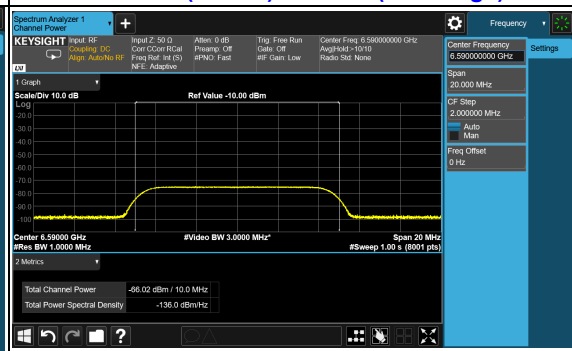 Spectrum Analyzer 1
Channel Power
Frequency
KEYSIGHT
Input: RF
Coupling: DC
Align: Auto/No RF
Input Z: 50 Ω
Corr CCorr RCal
Freq Ref: Int (S)
NFE: Adaptive
Atten: 0 dB
Preamp: Off
#PNO: Fast
Trig: Free Run
Gate: Off
#IF Gain: Low
Center Freq: 6.590000000 GHz
Avg|Hold:>10/10
Radio Std: None
LXI
1 Graph
Scale/Div 10.0 dB
Ref Value -10.00 dBm
Log
-20.0
-30.0
-40.0
-50.0
-60.0
-70.0
-80.0
-90.0
-100
Center 6.59000 GHz
#Video BW 3.0000 MHz*
Span 20 MHz
#Res BW 1.0000 MHz
#Sweep 1.00 s (8001 pts)
2 Metrics
Total Channel Power
-66.02 dBm / 10.0 MHz
Total Power Spectral Density
-136.0 dBm/Hz
?
Center Frequency
6.590000000 GHz
Settings
Span
20.000 MHz
CF Step
2.000000 MHz
Auto
Man
Freq Offset
0 Hz